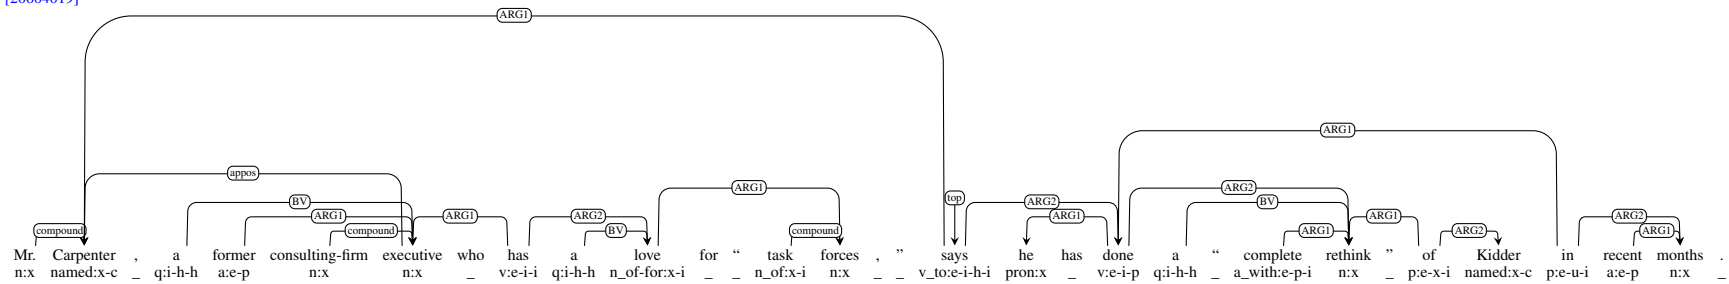 [20604019]
ARG1
ARG1
appos
ARG1 ARG2
BV top ARG2 BV
ARG1 ARG1 ARG2 ARG1 ARG1 ARG2
compound compound BV compound ARG1 ARG2 ARG1
Mr. Carpenter , a former consulting-firm executive who has a love for “ task forces , ” says he has done a “ complete rethink ” of Kidder in recent months .
n:x named:x-c _ q:i-h-h a:e-p n:x n:x _ v:e-i-i q:i-h-h n_of-for:x-i _ _ n_of:x-i n:x _ _ v_to:e-i-h-i pron:x _ v:e-i-p q:i-h-h _ a_with:e-p-i n:x _ p:e-x-i named:x-c p:e-u-i a:e-p n:x _